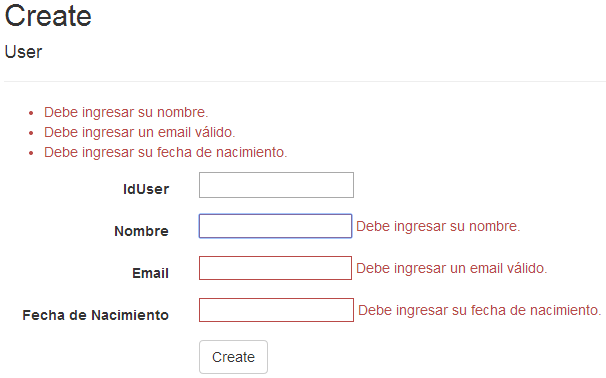 Create
User
Debe ingresar su nombre.
Debe ingresar un email válido.
Debe ingresar su fecha de nacimiento.
IdUser
Nombre Debe ingresar su nombre.
Email Debe ingresar un email válido.
Fecha de Nacimiento Debe ingresar su fecha de nacimiento.
Create